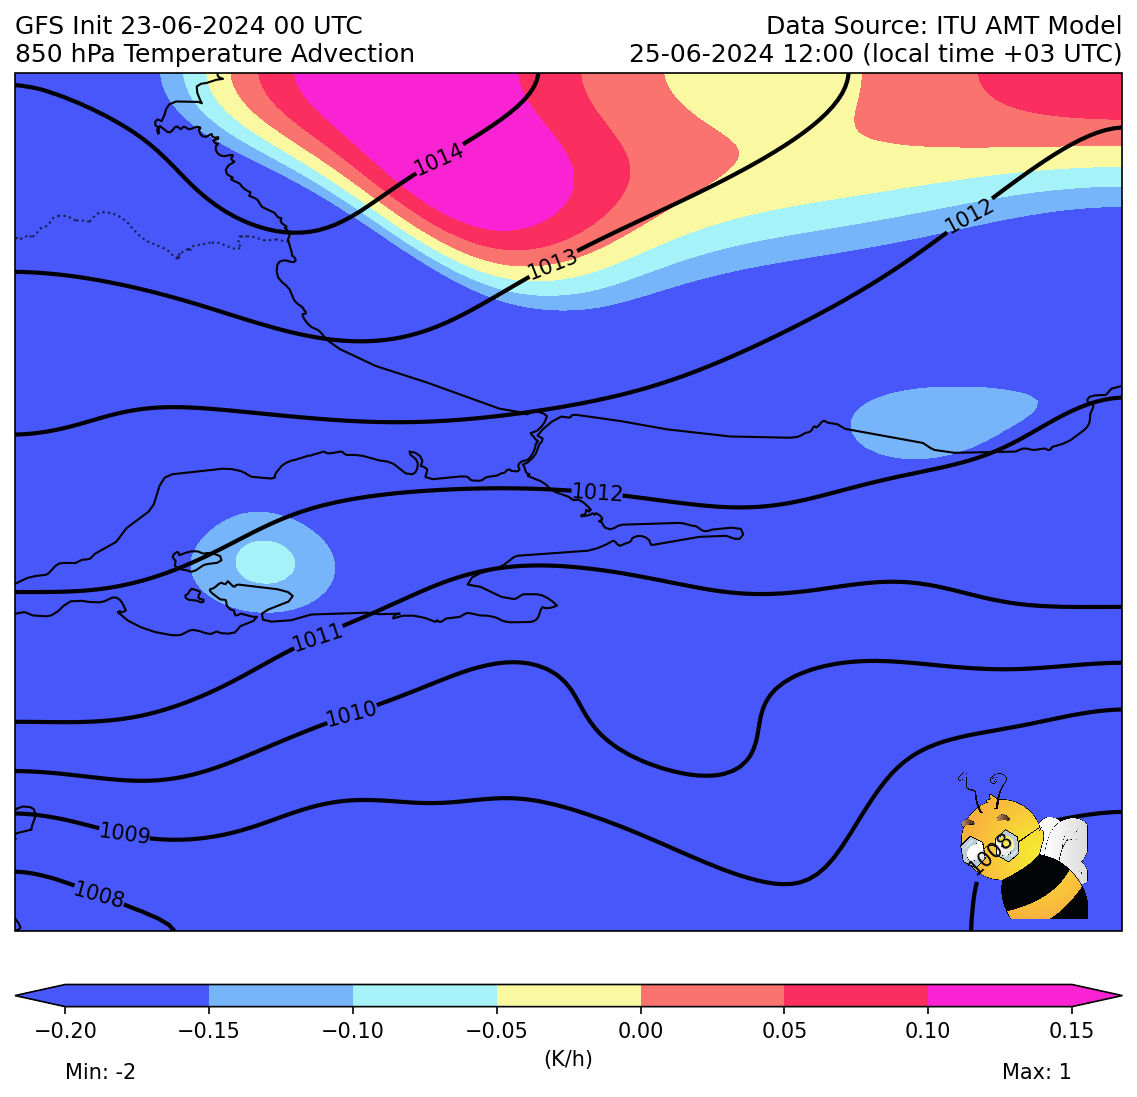 GFS Init 23-06-2024 00 UTC
Data Source: ITU AMT Model
850 hPa Temperature Advection
25-06-2024 12:00 (local time +03 UTC)
1014
1012
1013
1012
1011
1010
1009
1008
1008
−0.20 −0.15 −0.10 −0.05 0.00 0.05 0.10 0.15
(K/h)
Min: -2
Max: 1